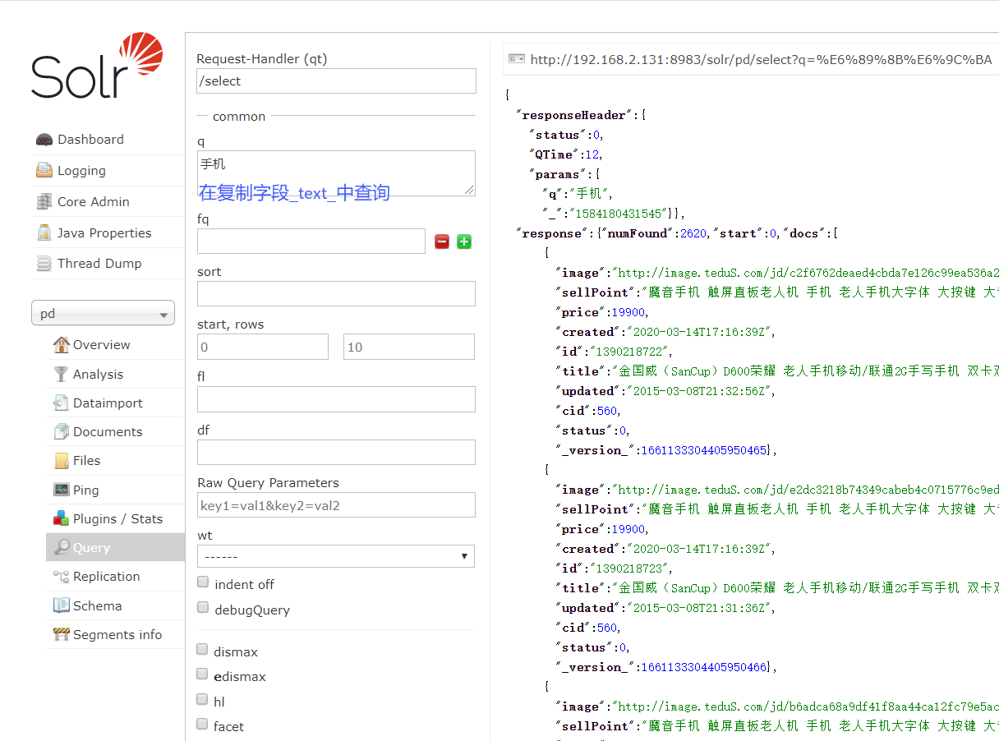 Solr
Dashboard
Logging
Core Admin
Java Properties
Thread Dump
pd
Overview
Analysis
Dataimport
Documents
Files
Ping
Plugins / Stats
Query
Replication
Schema
Segments info
Request-Handler (qt)
/select
common
q
手机
在复制字段_text_中查询
fq
sort
start, rows
0 10
fl
df
Raw Query Parameters
key1=val1&key2=val2
wt
------
indent off
debugQuery
dismax
edismax
hl
facet
http://192.168.2.131:8983/solr/pd/select?q=%E6%89%8B%E6%9C%BA
{
"responseHeader":{
"status":0,
"QTime":12,
"params":{
"q":"手机",
"_":"1584180431545"}},
"response":{"numFound":2620,"start":0,"docs":[
{
"image":"http://image.teduS.com/jd/c2f6762deaed4cbda7e126c99ea536a2
"sellPoint":"魔音手机 触屏直板老人机 手机 老人手机大字体 大按键 大
"price":19900,
"created":"2020-03-14T17:16:39Z",
"id":"1390218722",
"title":"金国威（SanCup）D600荣耀 老人手机移动/联通2G手写手机 双卡
"updated":"2015-03-08T21:32:56Z",
"cid":560,
"status":0,
"_version_":1661133304405950465},
{
"image":"http://image.teduS.com/jd/e2dc3218b74349cabeb4c0715776c9ed
"sellPoint":"魔音手机 触屏直板老人机 手机 老人手机大字体 大按键 大
"price":19900,
"created":"2020-03-14T17:16:39Z",
"id":"1390218723",
"title":"金国威（SanCup）D600荣耀 老人手机移动/联通2G手写手机 双卡
"updated":"2015-03-08T21:31:36Z",
"cid":560,
"status":0,
"_version_":1661133304405950466},
{
"image":"http://image.teduS.com/jd/b6adca68a9df41f8aa44ca12fc79e5ac
"sellPoint":"魔音手机 触屏直板老人机 手机 老人手机大字体 大按键 大